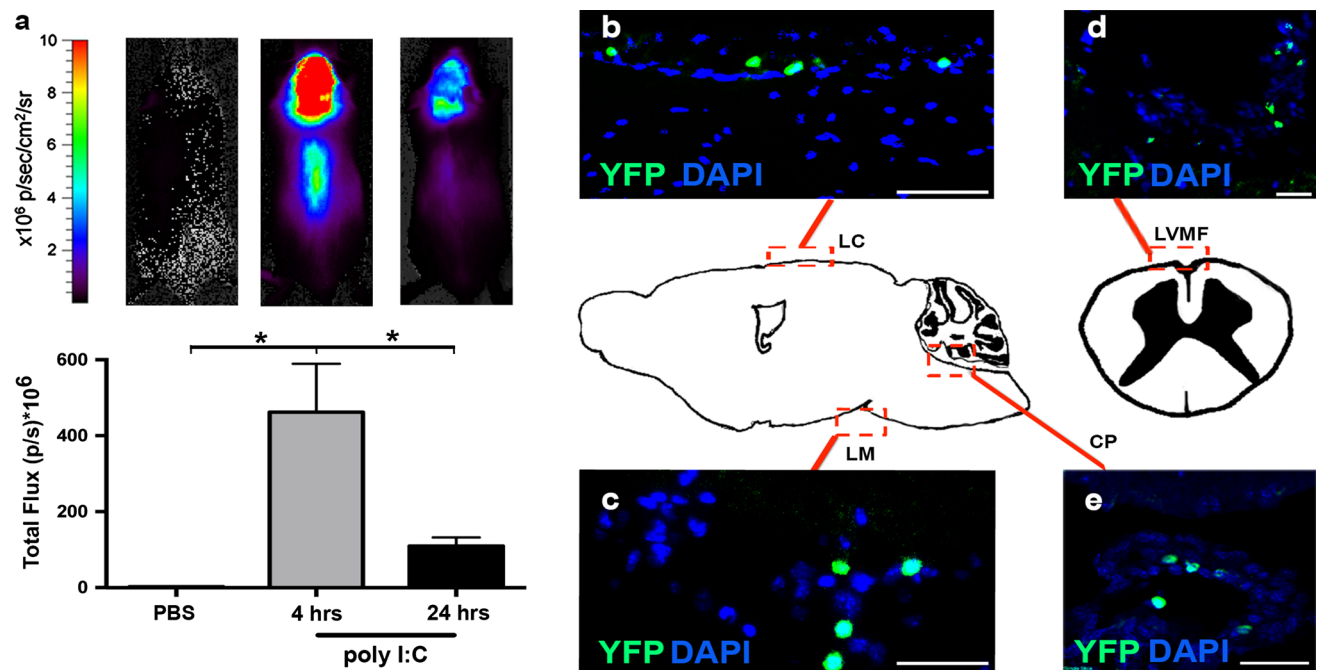 a
10
8
6
4
2
x10⁶ p/sec/cm²/sr
* *
600
400
200
0
Total Flux (p/s)*10⁶
PBS 4 hrs 24 hrs
poly I:C
b
YFP DAPI
d
YFP DAPI
LC
LVMF
LM
CP
c
YFP DAPI
e
YFP DAPI